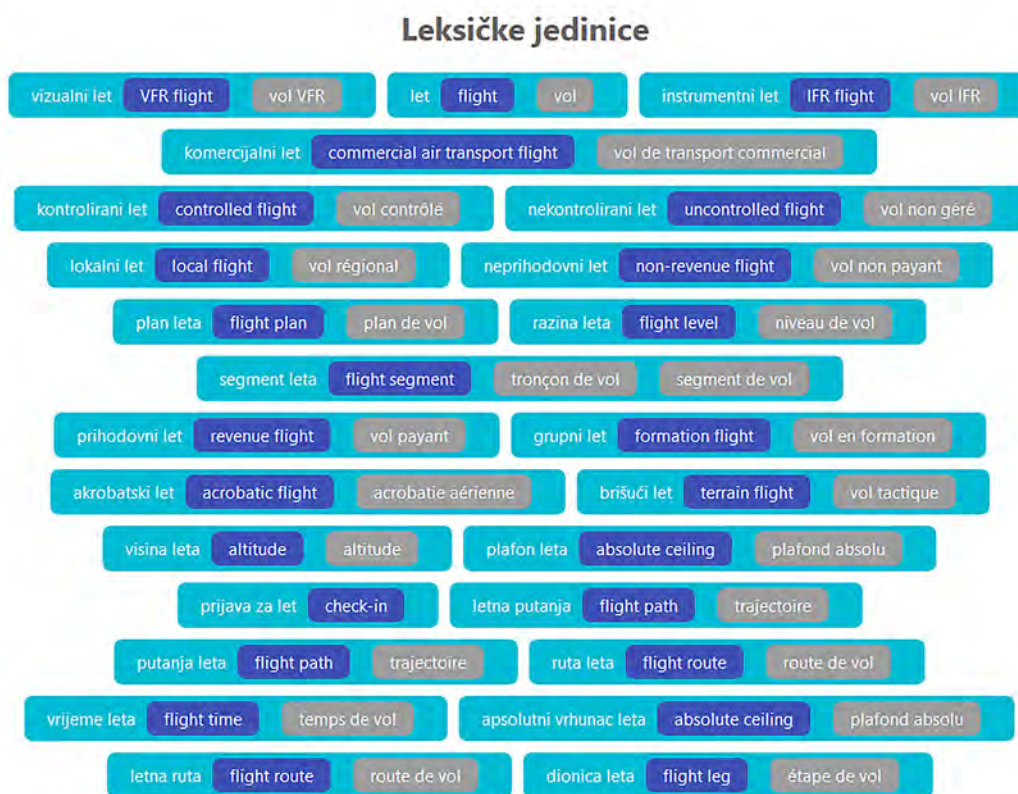 Leksičke jedinice
vizualni let VFR flight vol VFR let flight vol instrumentni let IFR flight vol IFR
komercijalni let commercial air transport flight vol de transport commercial
kontrolirani let controlled flight vol contrôlé nekontrolirani let uncontrolled flight vol non géré
lokalni let local flight vol régional neprihodovni let non-revenue flight vol non payant
plan leta flight plan plan de vol razina leta flight level niveau de vol
segment leta flight segment tronçon de vol segment de vol
prihodovni let revenue flight vol payant grupni let formation flight vol en formation
akrobatski let acrobatic flight acrobatie aérienne brišući let terrain flight vol tactique
visina leta altitude altitude plafon leta absolute ceiling plafond absolu
prijava za let check-in letna putanja flight path trajectoire
putanja leta flight path trajectoire ruta leta flight route route de vol
vrijeme leta flight time temps de vol apsolutni vrhunac leta absolute ceiling plafond absolu
letna ruta flight route route de vol dionica leta flight leg étape de vol